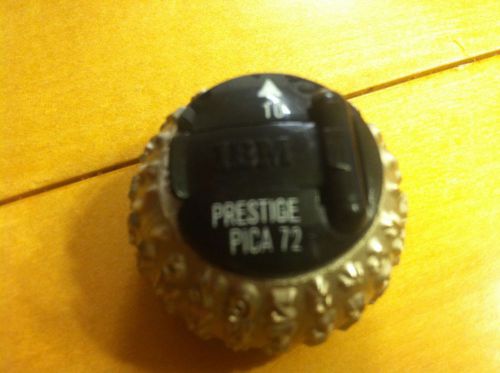 10
IBM
PRESTIGE
PICA 72